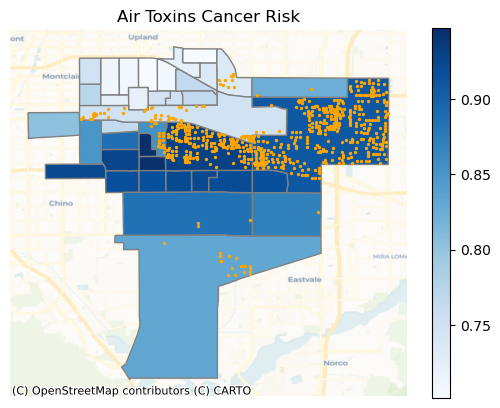 Air Toxins Cancer Risk
ont
Upland
Montclair
0.90
0.85
Chino
0.80
MIRA LOMA
Eastvale
0.75
Norco
(C) OpenStreetMap contributors (C) CARTO